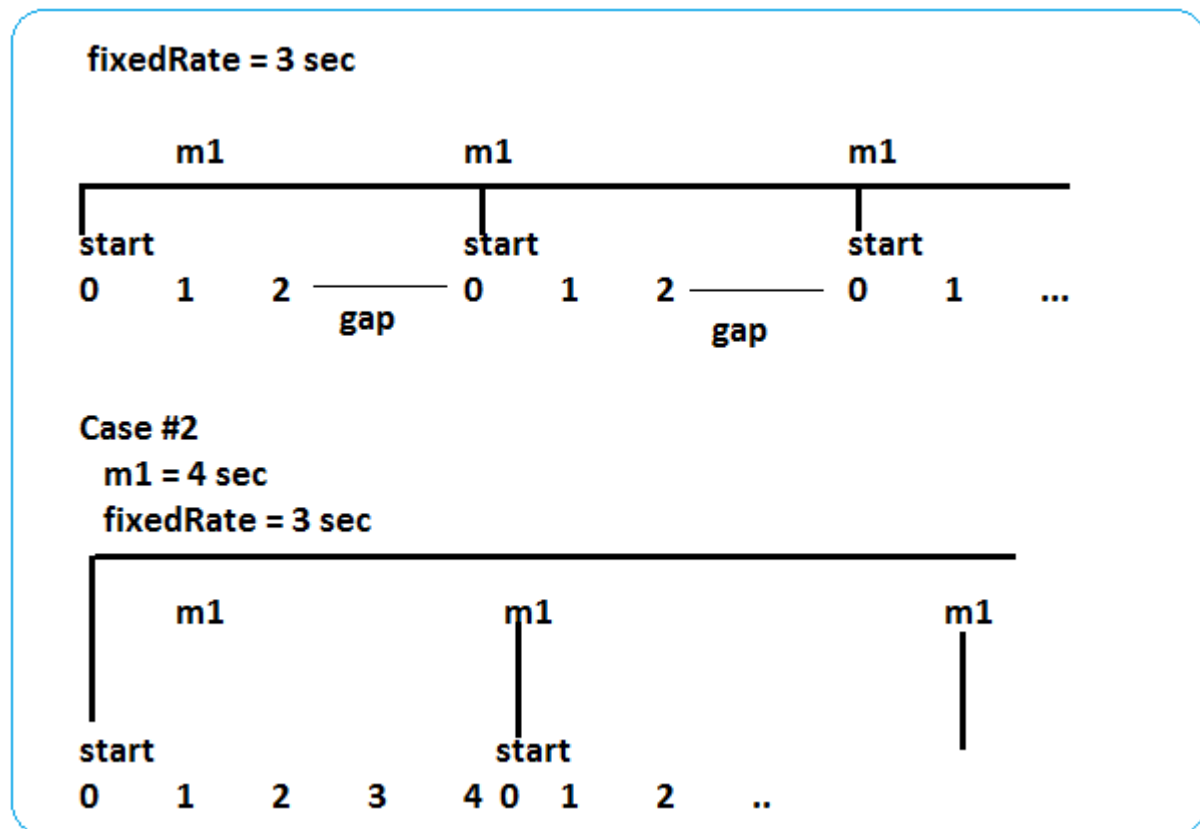 fixedRate = 3 sec
m1 m1 m1
start start start
0 1 2 0 1 2 0 1 ...
gap gap
Case #2
m1 = 4 sec
fixedRate = 3 sec
m1 m1 m1
start start
0 1 2 3 4 0 1 2 ..